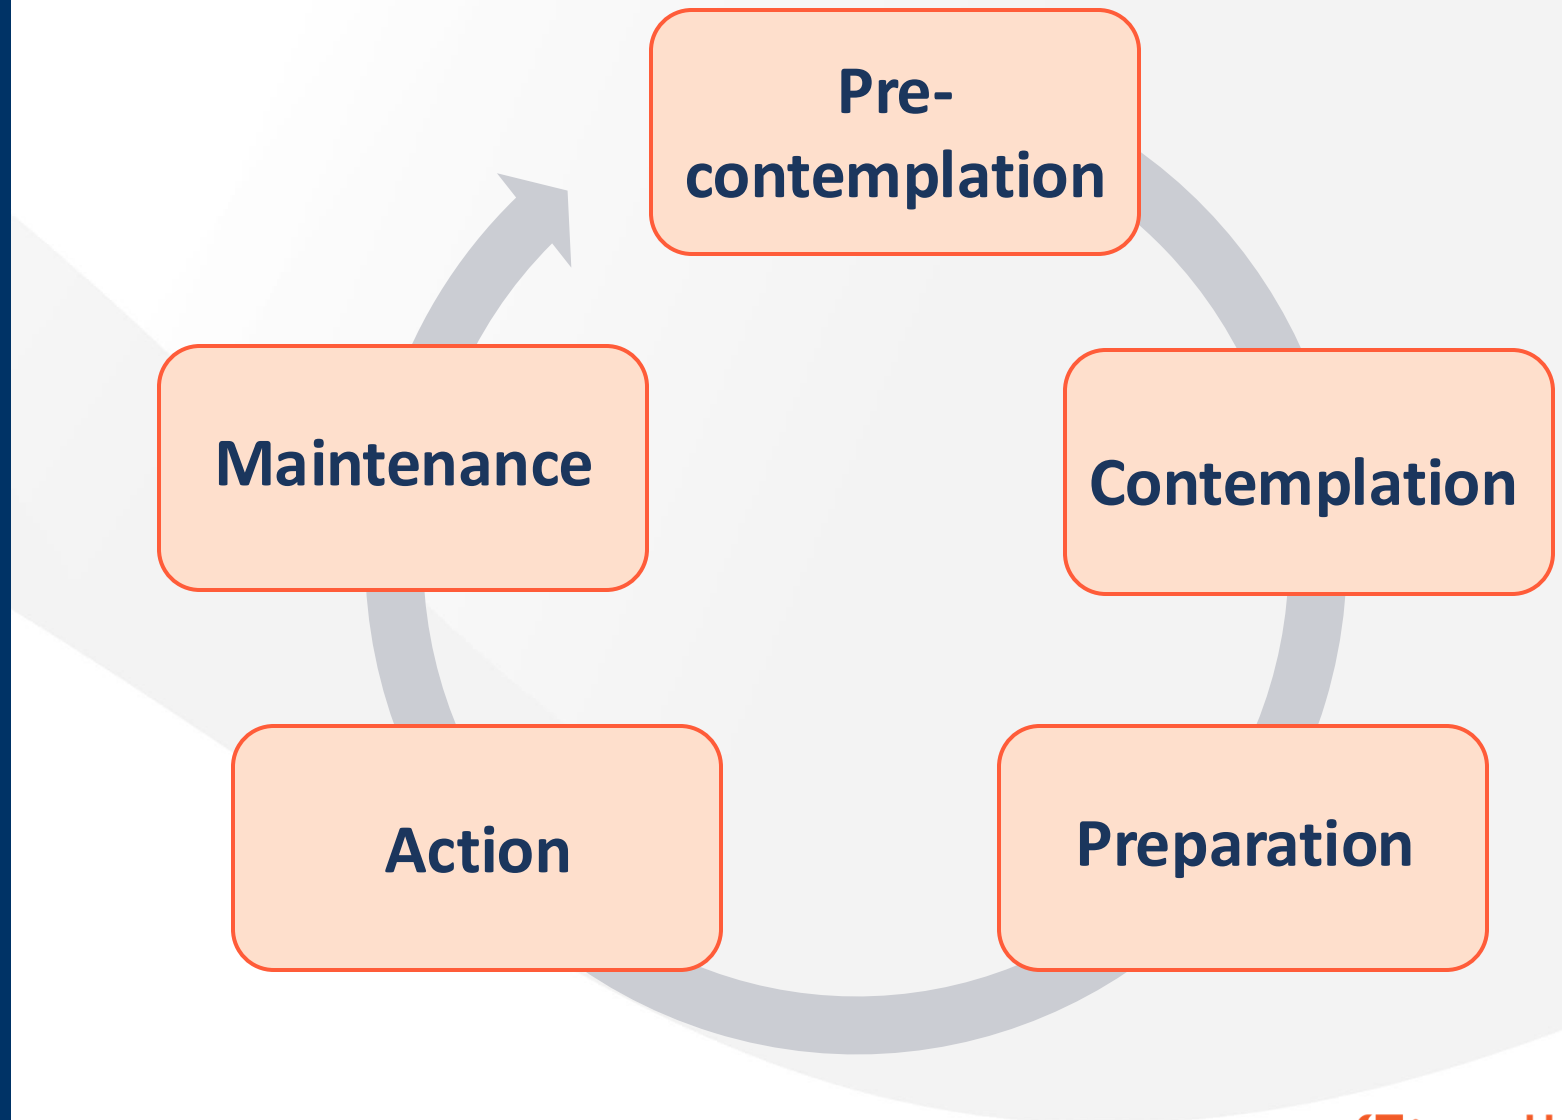 Pre-
contemplation
Contemplation
Preparation
Action
Maintenance